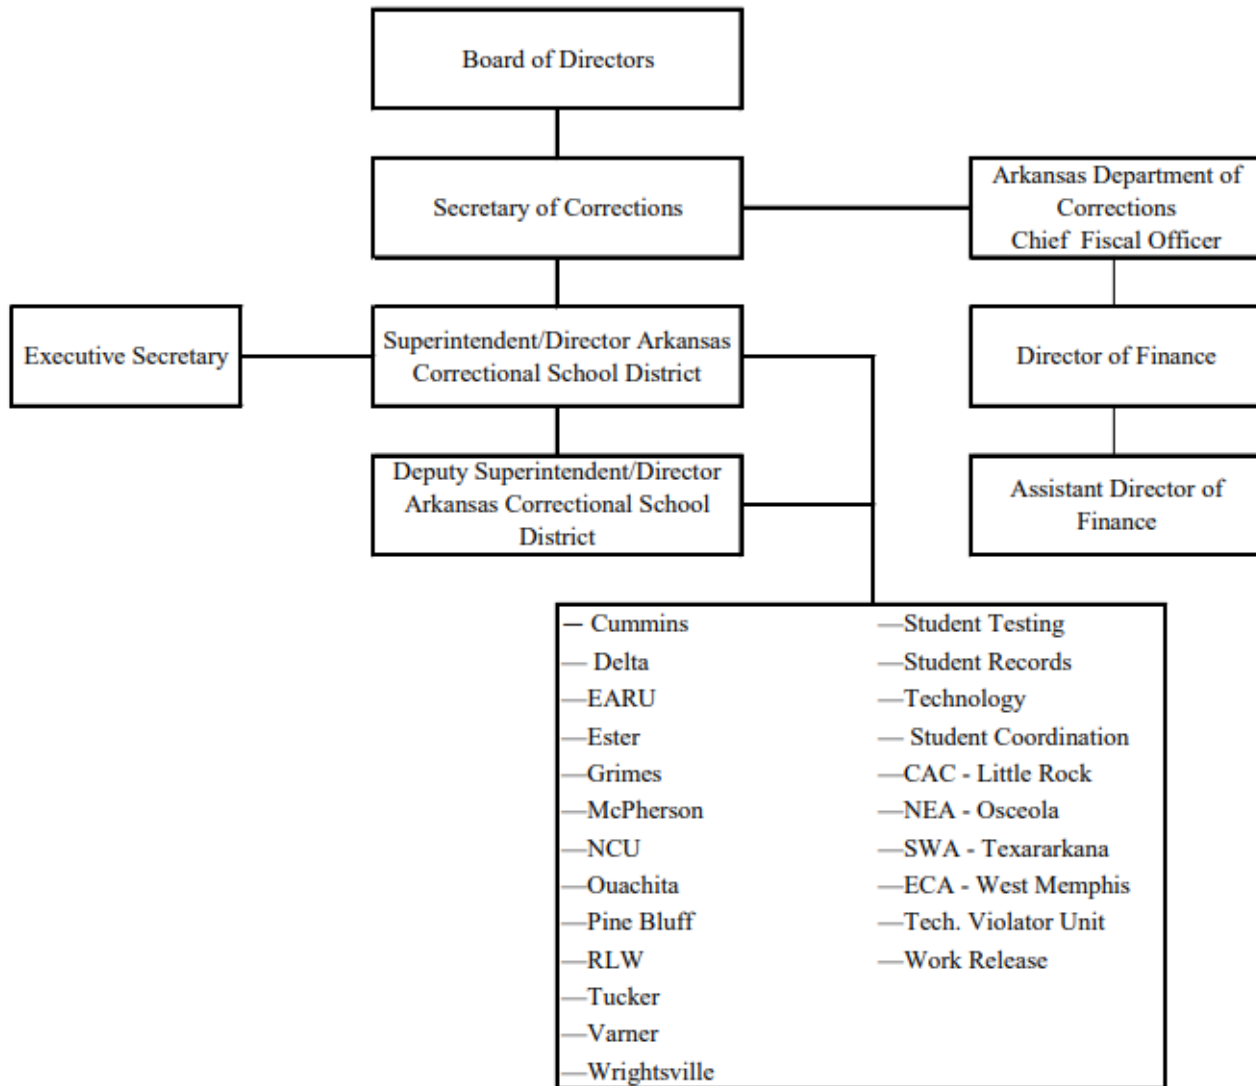 Board of Directors
Secretary of Corrections
Arkansas Department of
Corrections
Chief Fiscal Officer
Executive Secretary
Superintendent/Director Arkansas
Correctional School District
Director of Finance
Deputy Superintendent/Director
Arkansas Correctional School
District
Assistant Director of
Finance
— Cummins
— Delta
—EARU
—Ester
—Grimes
—McPherson
—NCU
—Ouachita
—Pine Bluff
—RLW
—Tucker
—Varner
—Wrightsville
—Student Testing
—Student Records
—Technology
— Student Coordination
—CAC - Little Rock
—NEA - Osceola
—SWA - Texararkana
—ECA - West Memphis
—Tech. Violator Unit
—Work Release